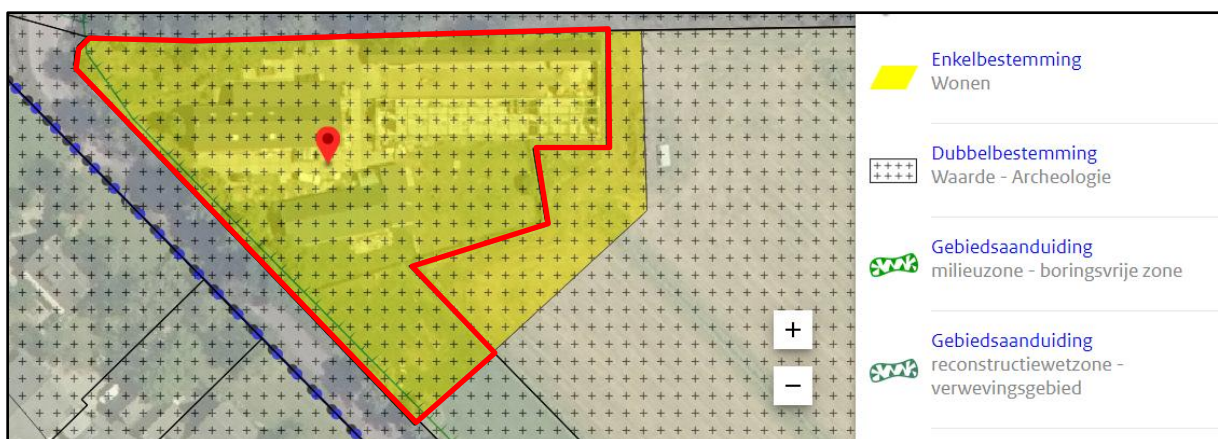 Enkelbestemming
Wonen
Dubbelbestemming
Waarde - Archeologie
Gebiedsaanduiding
milieuzone - boringsvrije zone
Gebiedsaanduiding
reconstructiewetzone -
verwevingsgebied
+
−